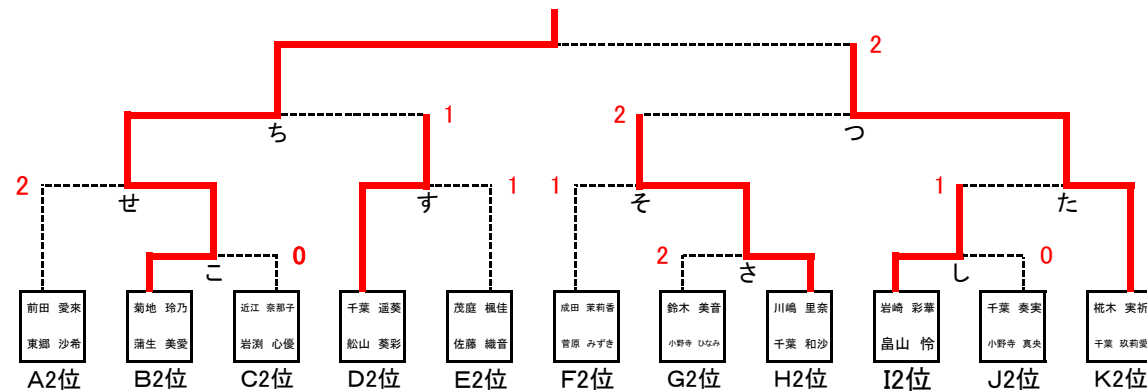 2
1
2
ち
つ
2
1
1
1
せ
す
そ
た
0
2
0
こ
さ
し
前田 愛來
東郷 沙希
菊地 玲乃
蒲生 美愛
近江 奈那子
岩渕 心優
千葉 遥葵
舩山 葵彩
茂庭 楓佳
佐藤 織音
成田 茉莉香
菅原 みずき
鈴木 美音
小野寺 ひなみ
川嶋 里奈
千葉 和沙
岩崎 彩華
畠山 怜
千葉 奏実
小野寺 真央
椛木 実祈
千葉 玖莉愛
A2位
B2位
C2位
D2位
E2位
F2位
G2位
H2位
I2位
J2位
K2位